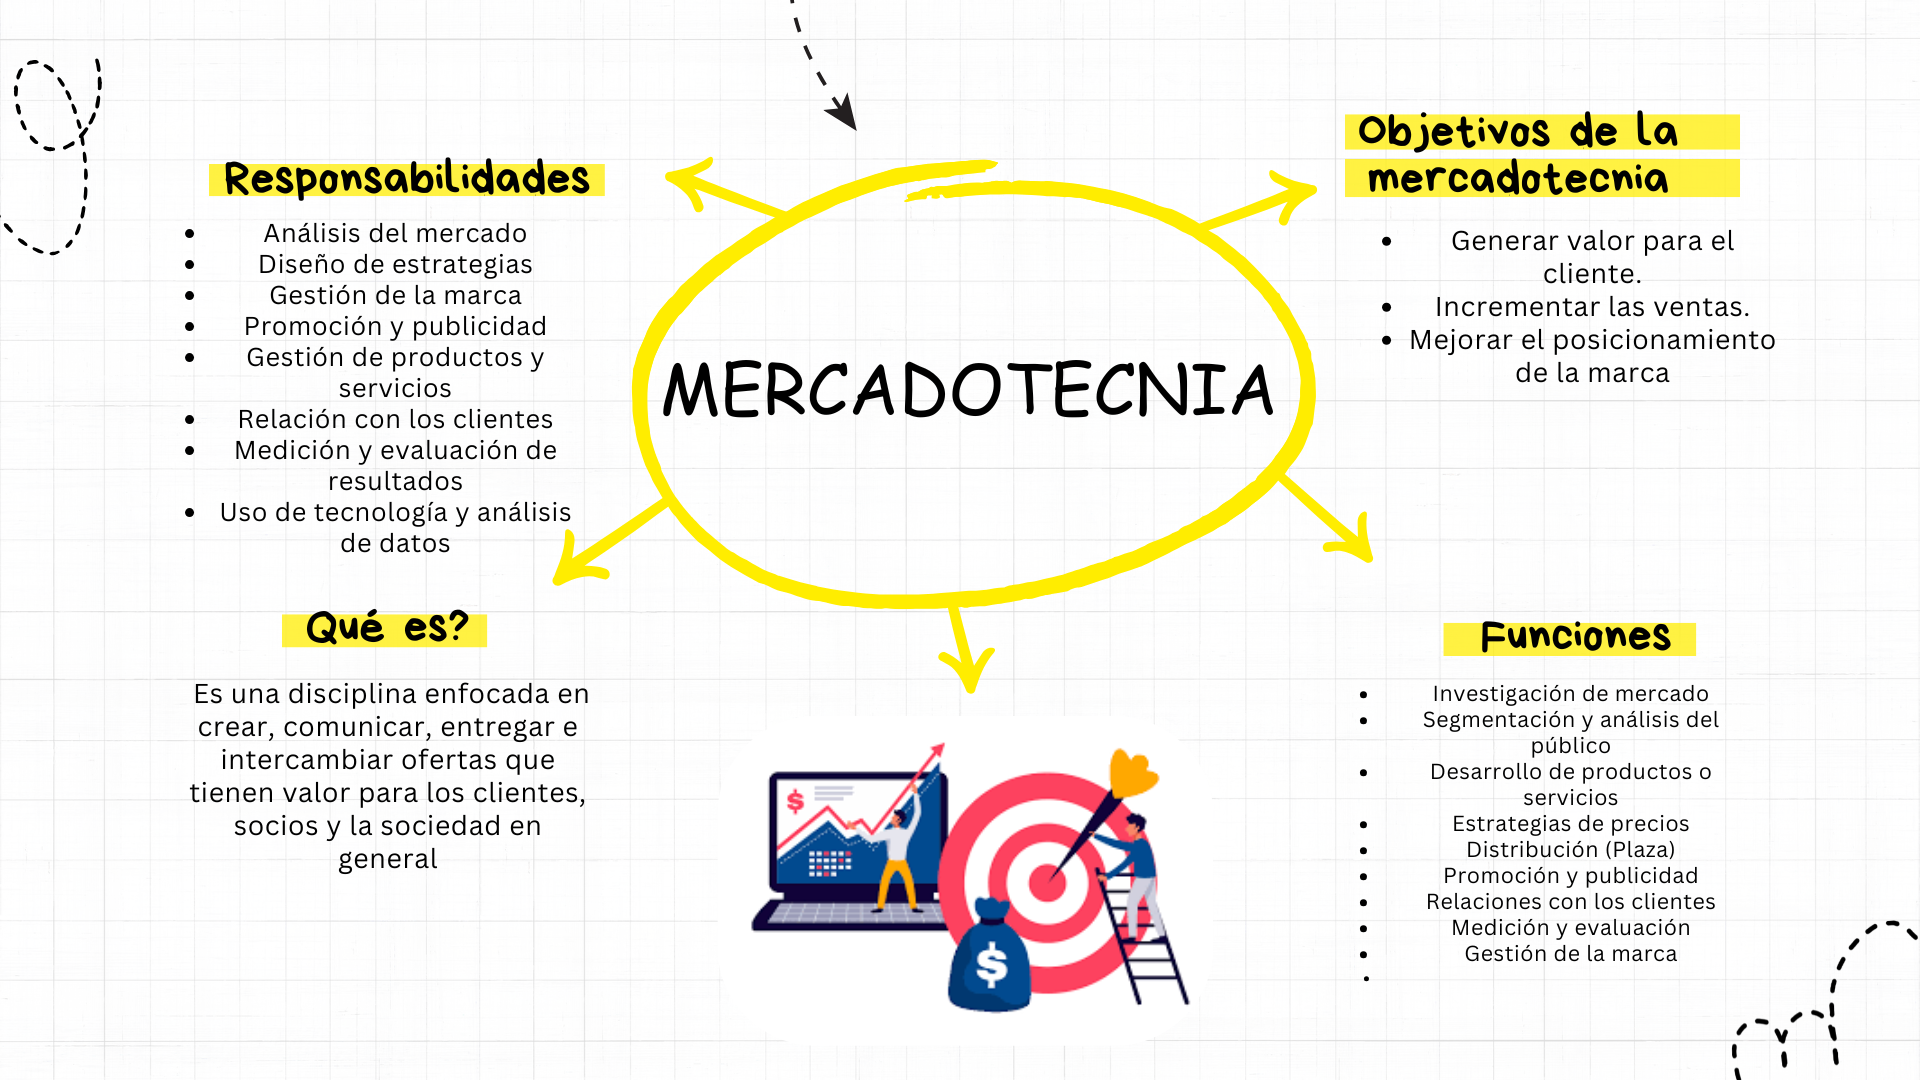 Responsabilidades
• Análisis del mercado
• Diseño de estrategias
• Gestión de la marca
• Promoción y publicidad
• Gestión de productos y
servicios
• Relación con los clientes
• Medición y evaluación de
resultados
• Uso de tecnología y análisis
de datos
MERCADOTECNIA
Objetivos de la
mercadotecnia
• Generar valor para el
cliente.
• Incrementar las ventas.
• Mejorar el posicionamiento
de la marca
Qué es?
Es una disciplina enfocada en
crear, comunicar, entregar e
intercambiar ofertas que
tienen valor para los clientes,
socios y la sociedad en
general
$
$
Funciones
• Investigación de mercado
• Segmentación y análisis del
público
• Desarrollo de productos o
servicios
• Estrategias de precios
• Distribución (Plaza)
• Promoción y publicidad
• Relaciones con los clientes
• Medición y evaluación
• Gestión de la marca
•